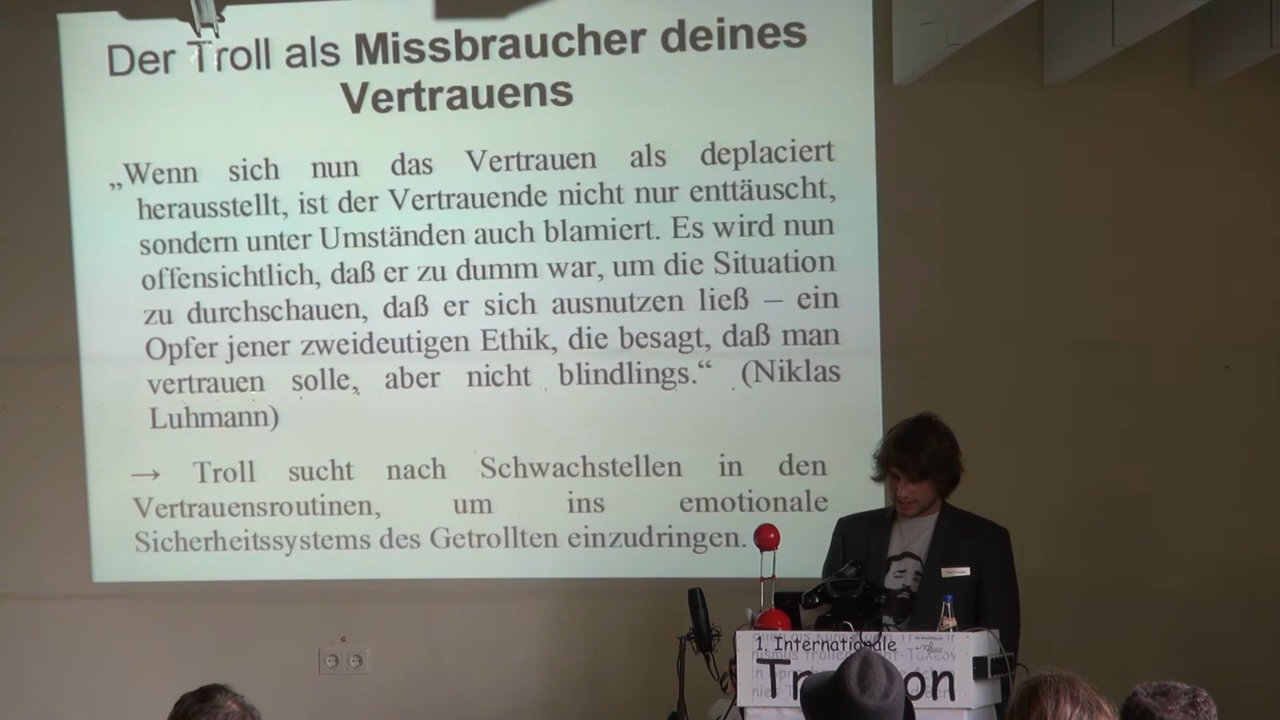 Der Troll als Missbraucher deines
Vertrauens
„Wenn sich nun das Vertrauen als deplaciert
herausstellt, ist der Vertrauende nicht nur enttäuscht,
sondern unter Umständen auch blamiert. Es wird nun
offensichtlich, daß er zu dumm war, um die Situation
zu durchschauen, daß er sich ausnutzen ließ – ein
Opfer jener zweideutigen Ethik, die besagt, daß man
vertrauen solle, aber nicht blindlings.“ (Niklas
Luhmann)
→ Troll sucht nach Schwachstellen in den
Vertrauensroutinen, um ins emotionale
Sicherheitssystems des Getrollten einzudringen.
1. Internationale